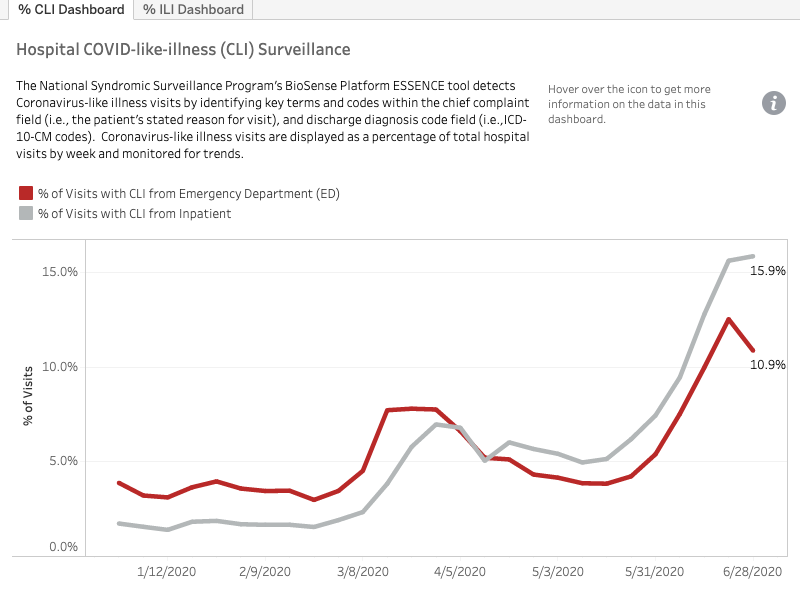 % CLI Dashboard
% ILI Dashboard
Hospital COVID-like-illness (CLI) Surveillance
The National Syndromic Surveillance Program's BioSense Platform ESSENCE tool detects
Coronavirus-like illness visits by identifying key terms and codes within the chief complaint
field (i.e., the patient's stated reason for visit), and discharge diagnosis code field (i.e.,ICD-
10-CM codes).  Coronavirus-like illness visits are displayed as a percentage of total hospital
visits by week and monitored for trends.
Hover over the icon to get more
information on the data in this
dashboard.
i
% of Visits with CLI from Emergency Department (ED)
% of Visits with CLI from Inpatient
15.0%
10.0%
5.0%
0.0%
% of Visits
15.9%
10.9%
1/12/2020
2/9/2020
3/8/2020
4/5/2020
5/3/2020
5/31/2020
6/28/2020